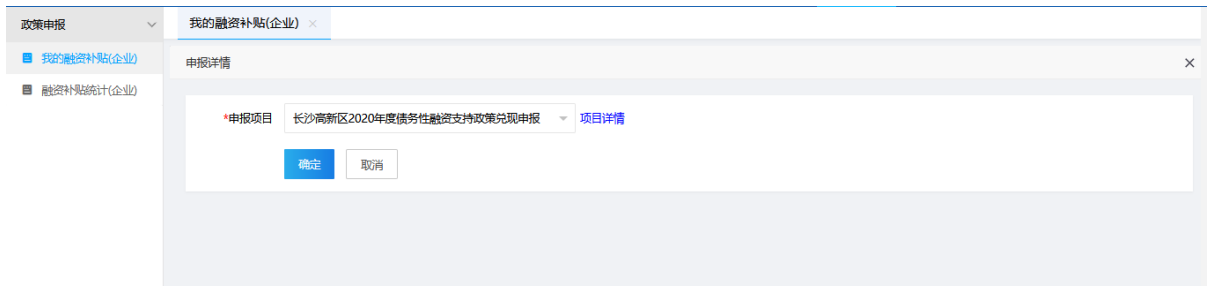 政策申报
我的融资补贴(企业)
融资补贴统计(企业)
我的融资补贴(企业) ×
申报详情 ×
*申报项目 长沙高新区2020年度债务性融资支持政策兑现申报 项目详情
确定 取消